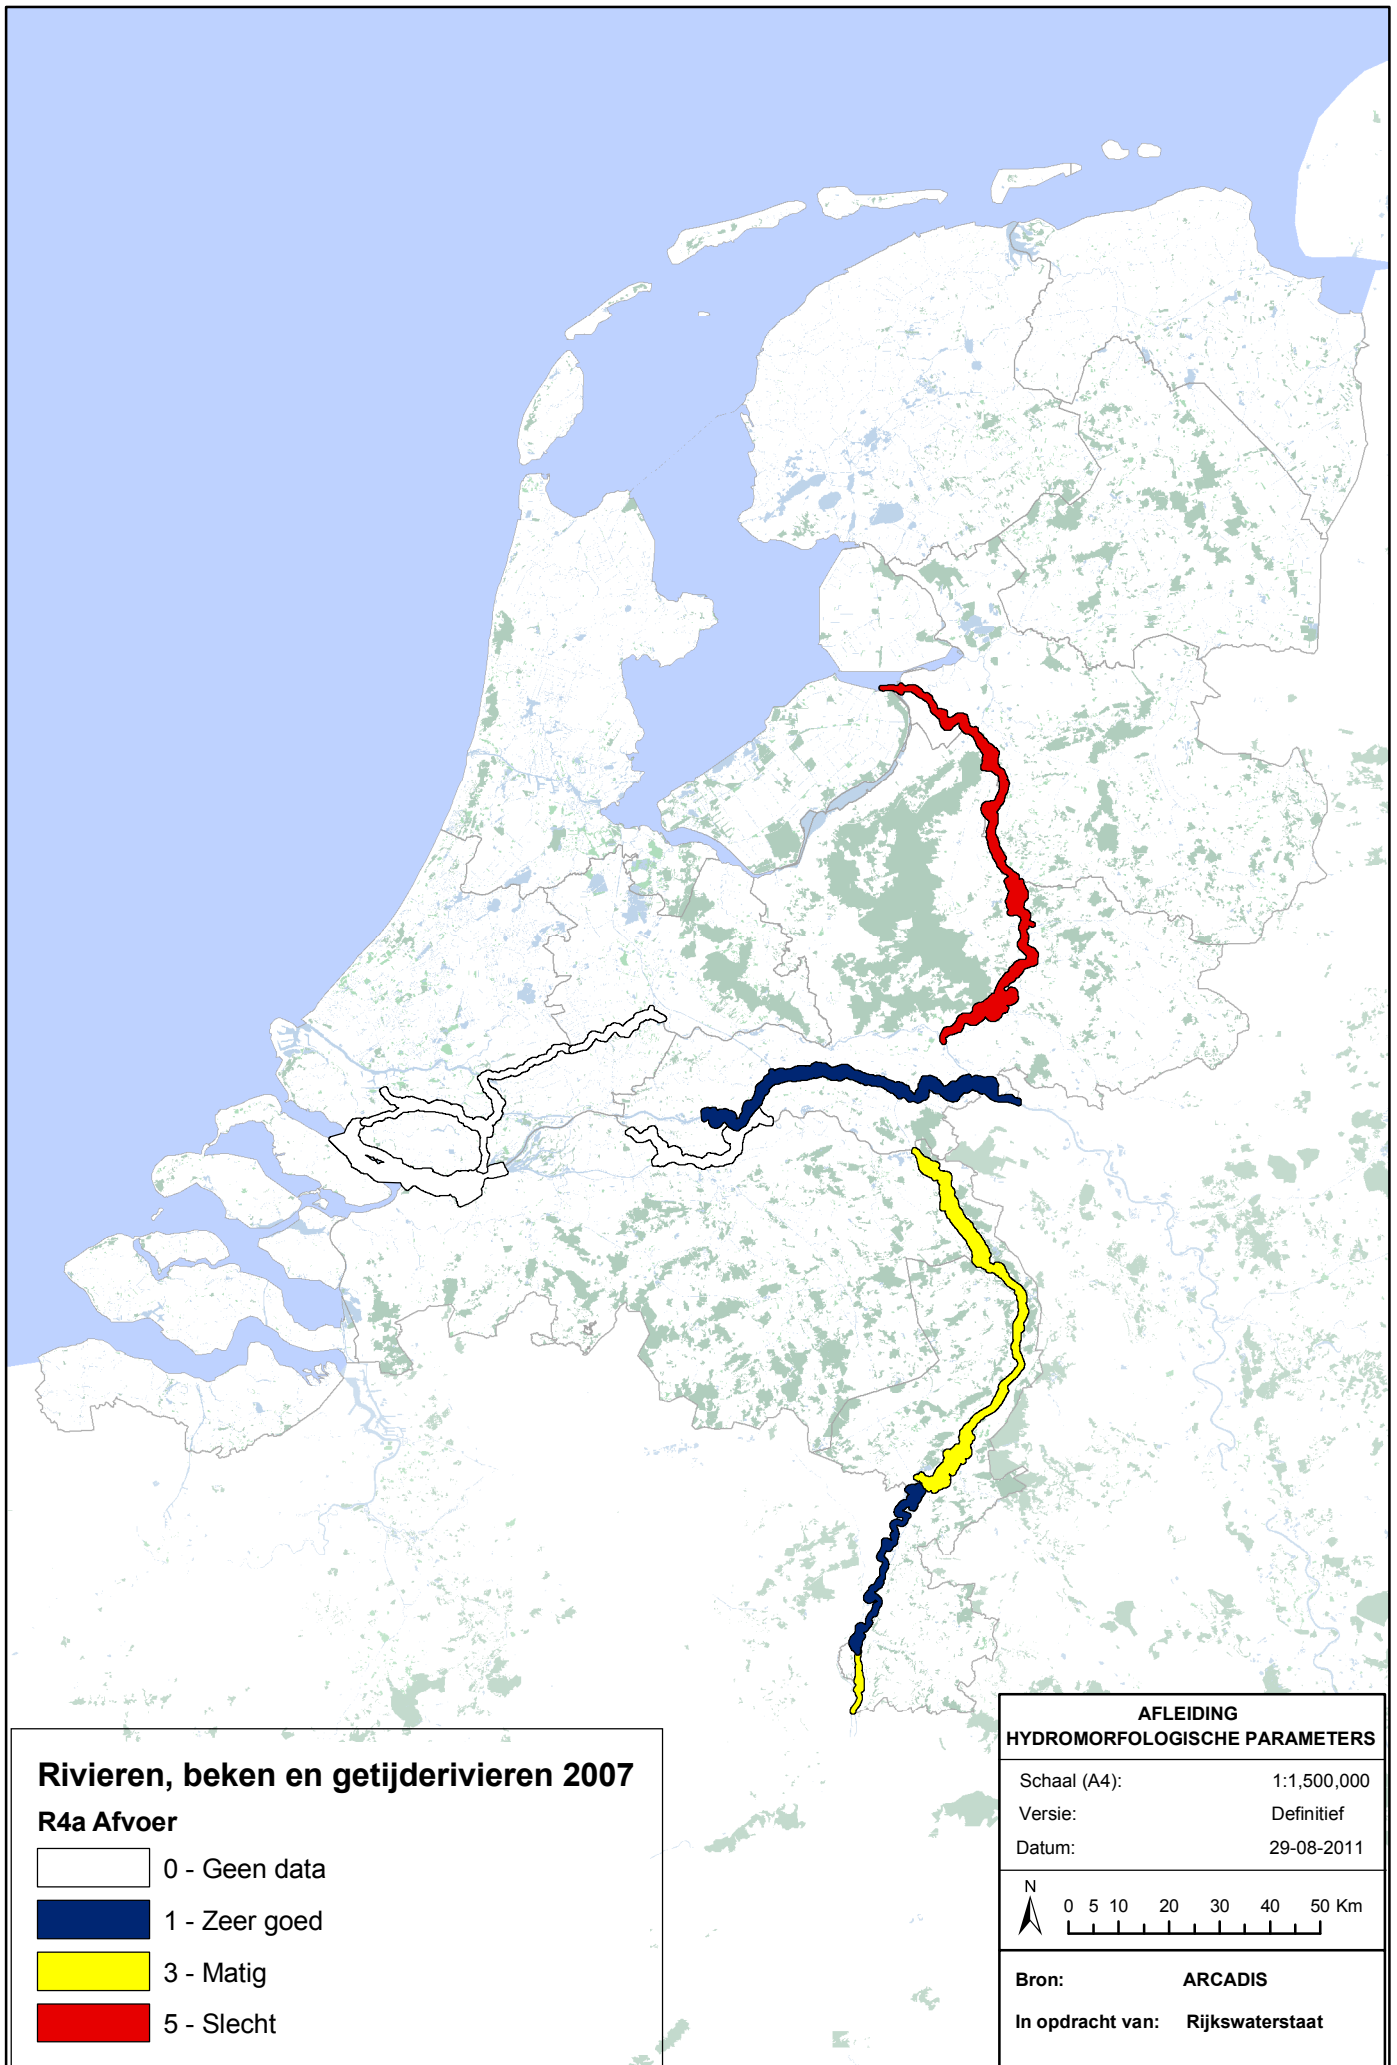 Rivieren, beken en getijderivieren 2007
R4a Afvoer
0 - Geen data
1 - Zeer goed
3 - Matig
5 - Slecht
AFLEIDING
HYDROMORFOLOGISCHE PARAMETERS
Schaal (A4): 1:1,500,000
Versie: Definitief
Datum: 29-08-2011
N
0 5 10 20 30 40 50 Km
Bron: ARCADIS
In opdracht van: Rijkswaterstaat